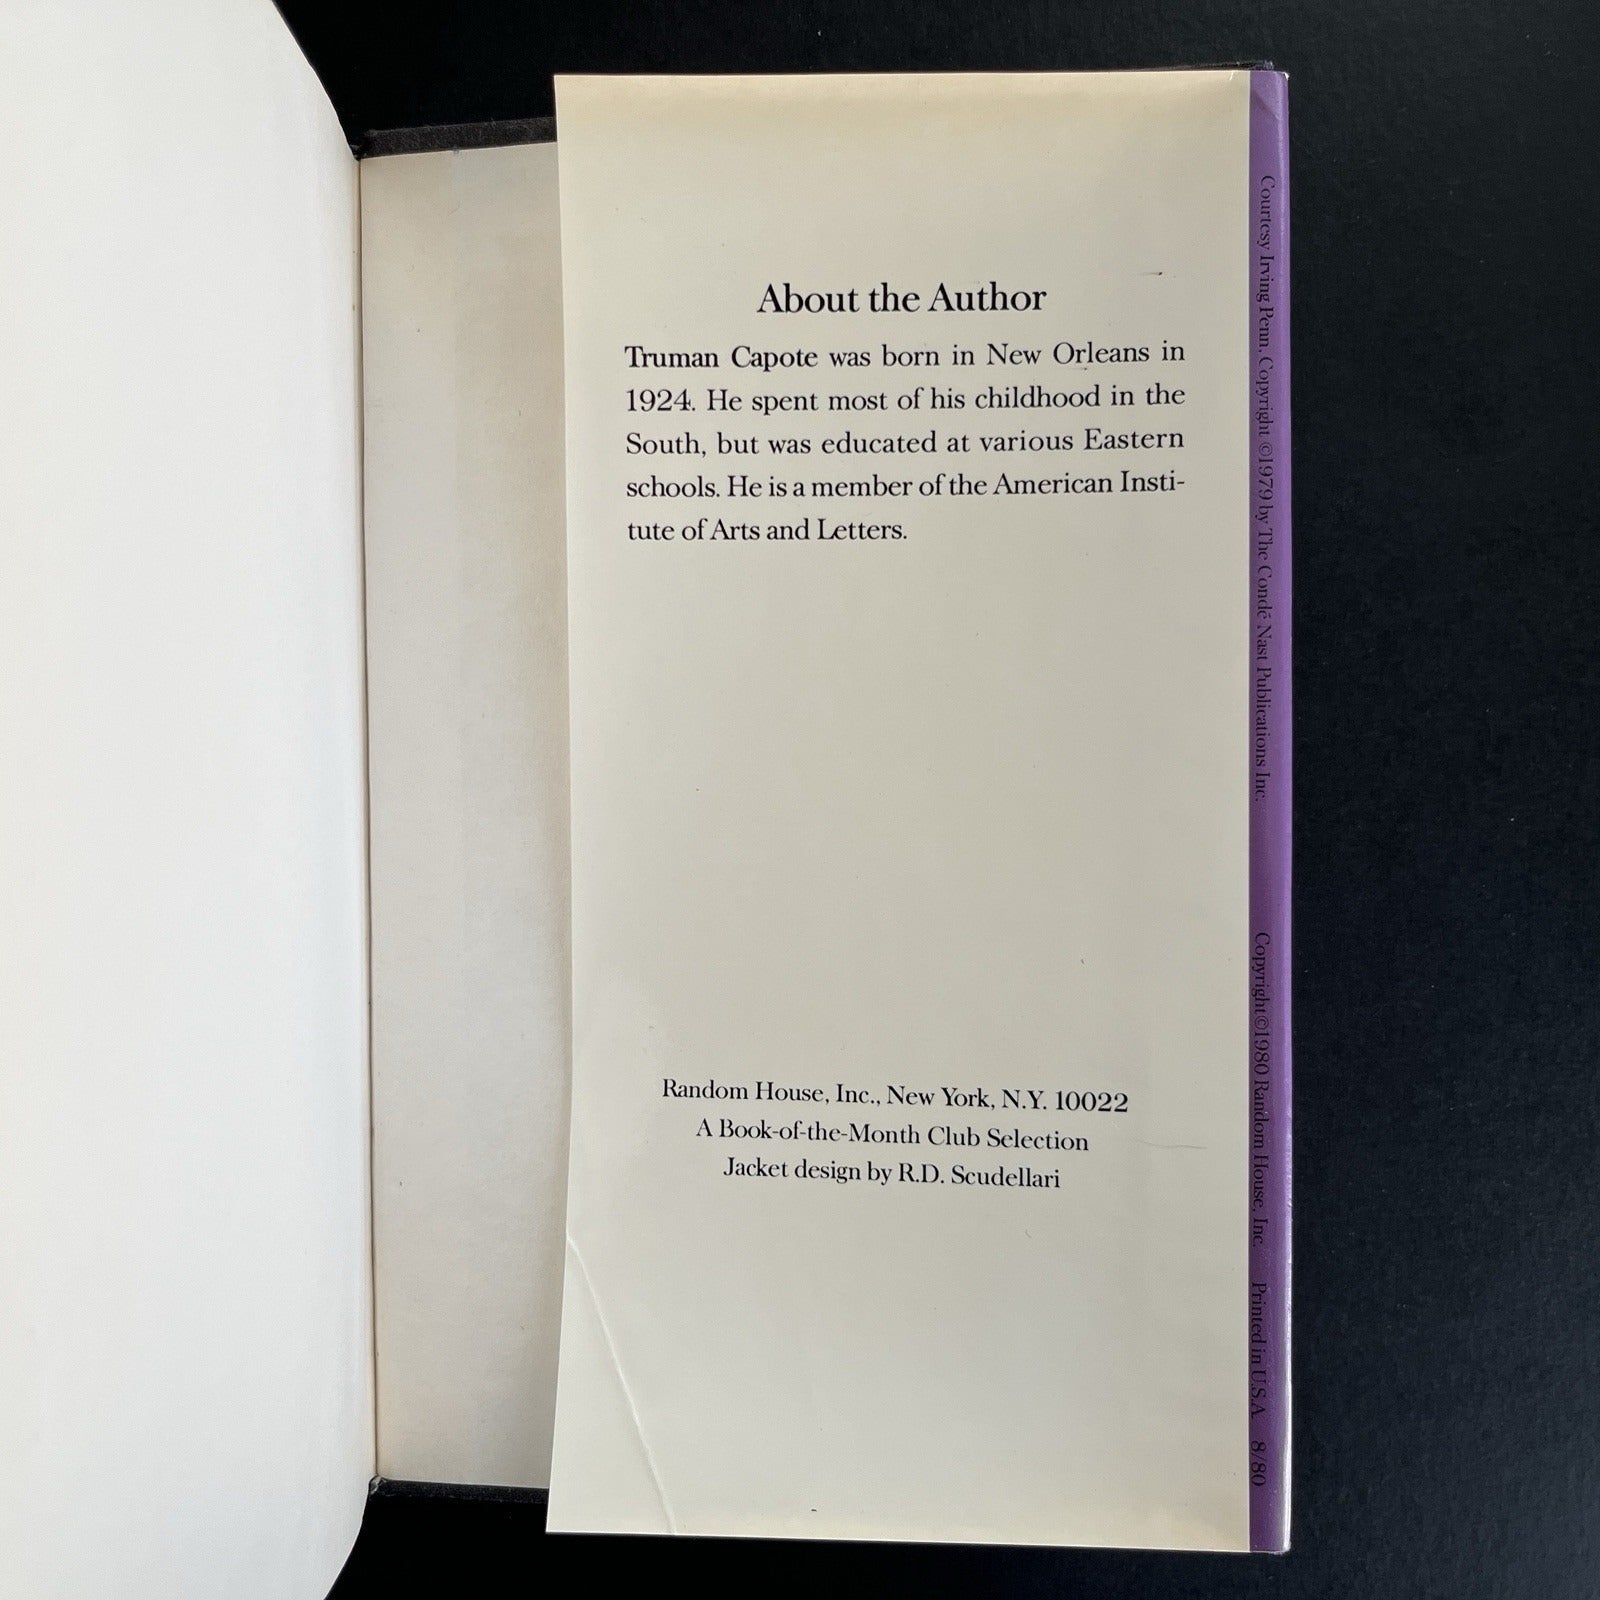 About the Author
Truman Capote was born in New Orleans in
1924. He spent most of his childhood in the
South, but was educated at various Eastern
schools. He is a member of the American Insti-
tute of Arts and Letters.
Random House, Inc., New York, N.Y. 10022
A Book-of-the-Month Club Selection
Jacket design by R.D. Scudellari
Courtesy Irving Penn, Copyright ©1979 by The Condé Nast Publications Inc.
Copyright ©1980 Random House, Inc.
Printed in U.S.A.
8/80